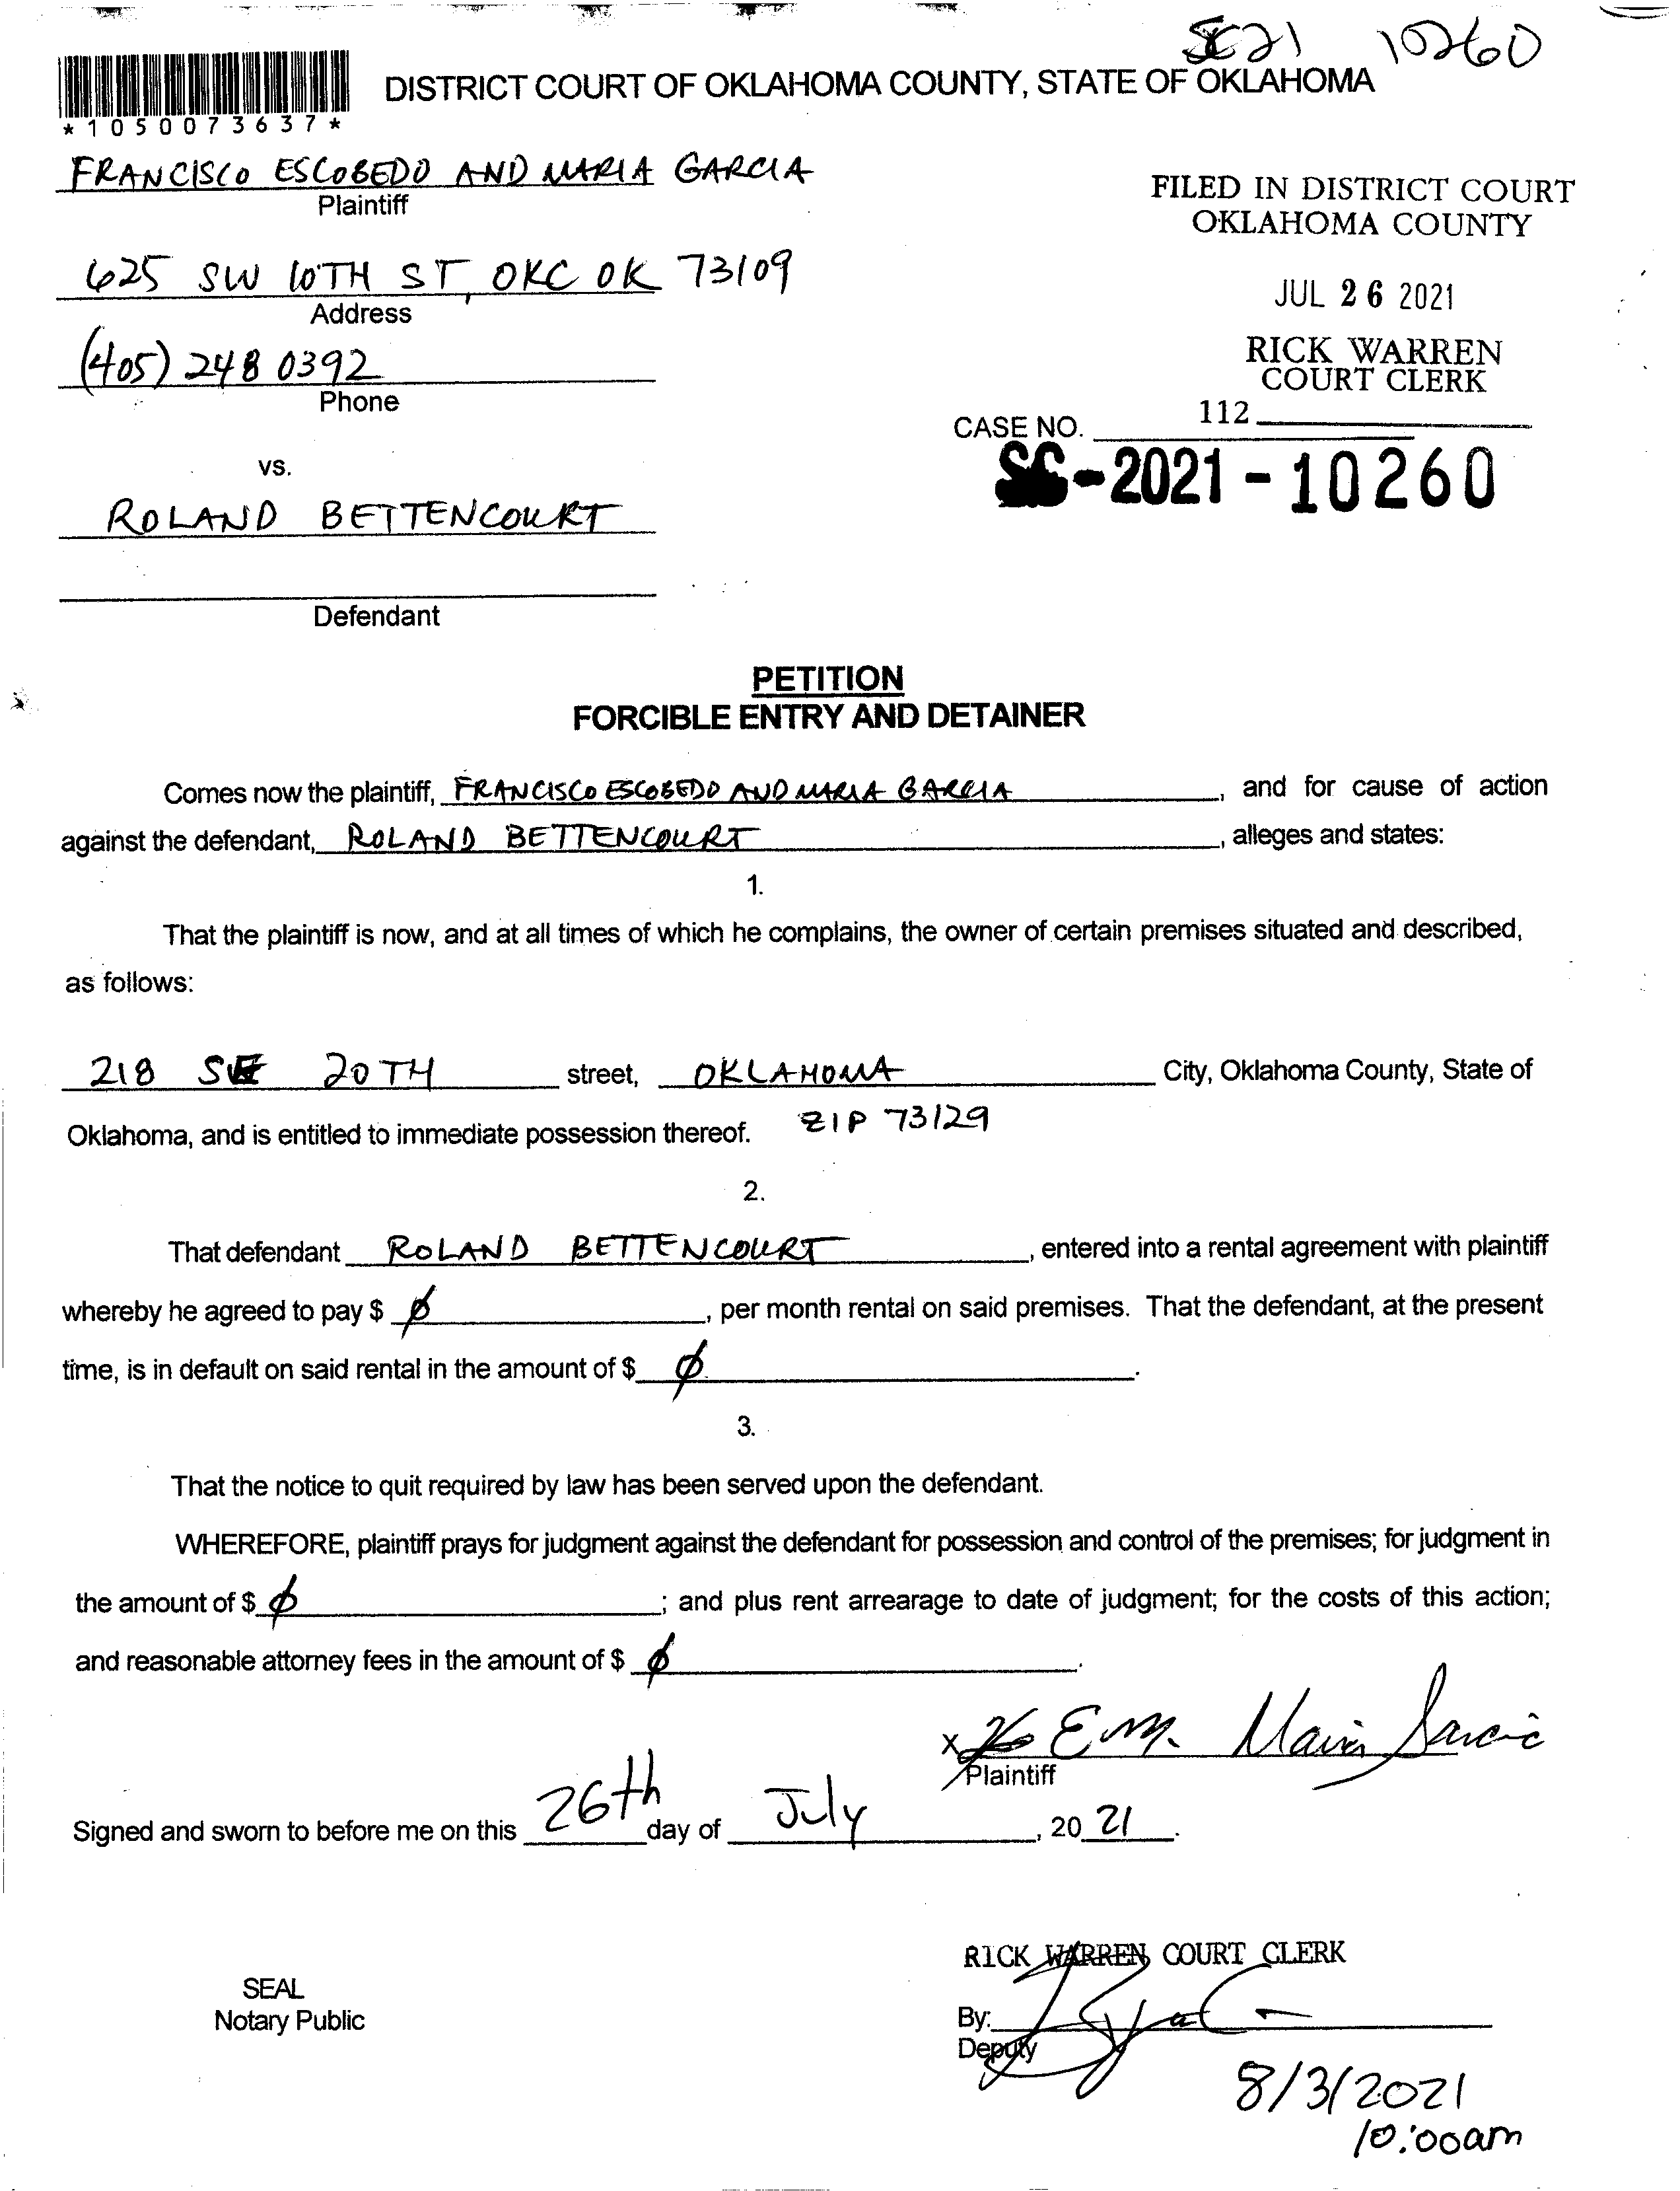 SC21 10260
DISTRICT COURT OF OKLAHOMA COUNTY, STATE OF OKLAHOMA
*1050073637*
FRANCISCO ESCOBEDO AND MARIA GARCIA
Plaintiff
FILED IN DISTRICT COURT
OKLAHOMA COUNTY
625 SW 10TH ST, OKC OK 73109
Address
JUL 26 2021
(405) 248 0392
Phone
RICK WARREN
COURT CLERK
112
CASE NO.
SC-2021-10260
vs.
ROLAND BETTENCOURT
Defendant
PETITION
FORCIBLE ENTRY AND DETAINER
Comes now the plaintiff, FRANCISCO ESCOBEDO AND MARIA GARCIA, and for cause of action
against the defendant, ROLAND BETTENCOURT, alleges and states:
1.
That the plaintiff is now, and at all times of which he complains, the owner of certain premises situated and described,
as follows:
218 SE 20TH street, OKLAHOMA City, Oklahoma County, State of
Oklahoma, and is entitled to immediate possession thereof. ZIP 73129
2.
That defendant ROLAND BETTENCOURT, entered into a rental agreement with plaintiff
whereby he agreed to pay $ Ø, per month rental on said premises. That the defendant, at the present
time, is in default on said rental in the amount of $ Ø.
3.
That the notice to quit required by law has been served upon the defendant.
WHEREFORE, plaintiff prays for judgment against the defendant for possession and control of the premises; for judgment in
the amount of $ Ø; and plus rent arrearage to date of judgment; for the costs of this action;
and reasonable attorney fees in the amount of $ Ø.
X E.M. Maria Garcia
Plaintiff
Signed and sworn to before me on this 26th day of July, 2021.
RICK WARREN COURT CLERK
SEAL
Notary Public
By:
Deputy
8/3/2021
10:00am